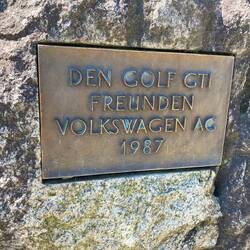 DEN GOLF GTI
FREUNDEN
VOLKSWAGEN AG
1987